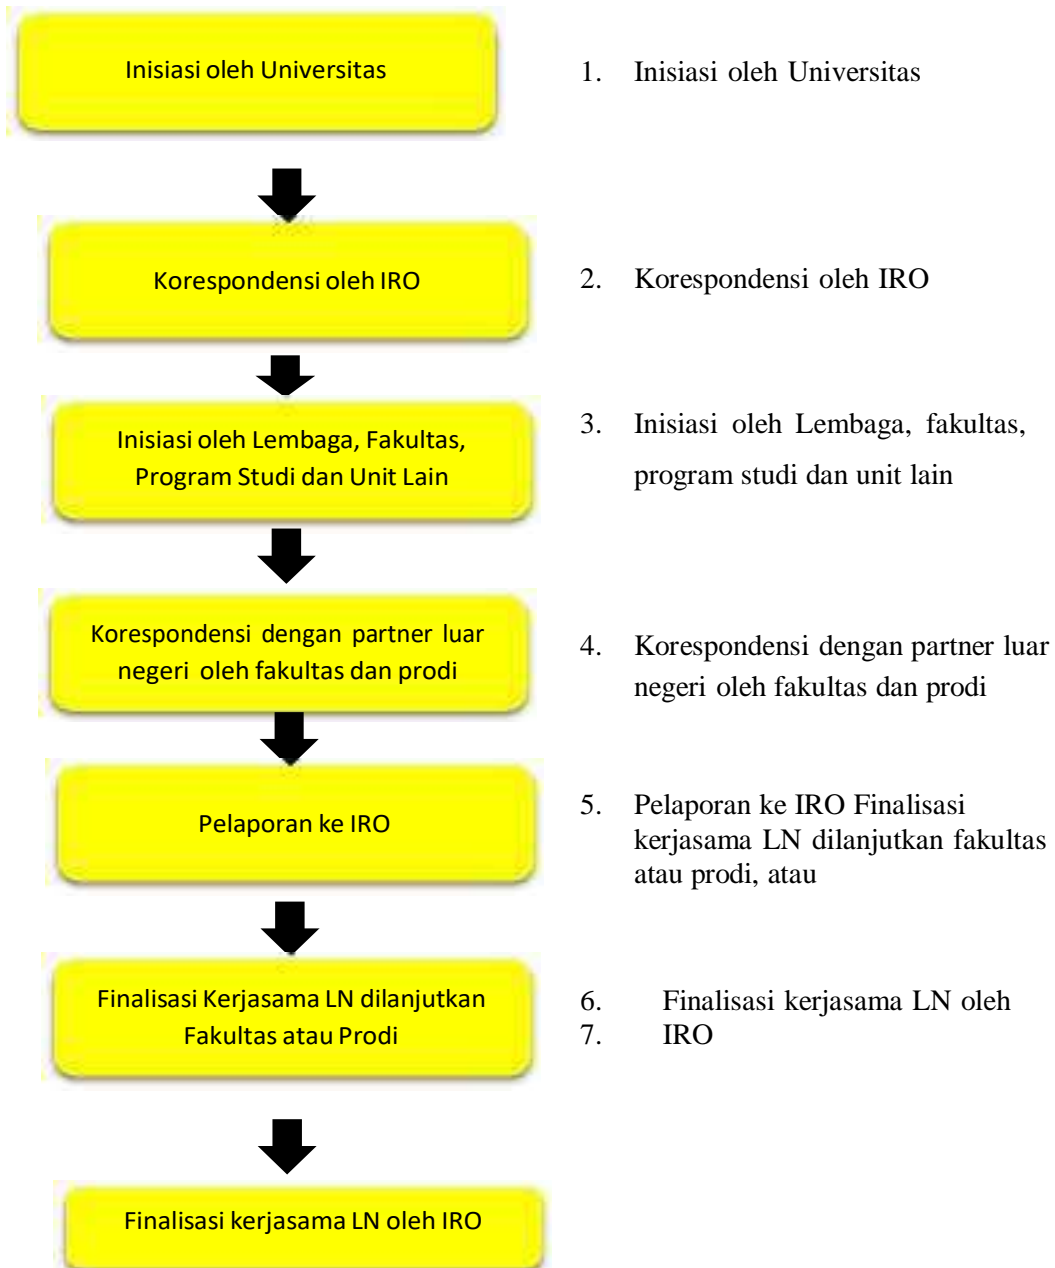 Inisiasi oleh Universitas
1. Inisiasi oleh Universitas
Korespondensi oleh IRO
2. Korespondensi oleh IRO
Inisiasi oleh Lembaga, Fakultas,
Program Studi dan Unit Lain
3. Inisiasi oleh Lembaga, fakultas,
program studi dan unit lain
Korespondensi dengan partner luar
negeri oleh fakultas dan prodi
4. Korespondensi dengan partner luar
negeri oleh fakultas dan prodi
Pelaporan ke IRO
5. Pelaporan ke IRO Finalisasi
kerjasama LN dilanjutkan fakultas
atau prodi, atau
Finalisasi Kerjasama LN dilanjutkan
Fakultas atau Prodi
6. Finalisasi kerjasama LN oleh
7. IRO
Finalisasi kerjasama LN oleh IRO